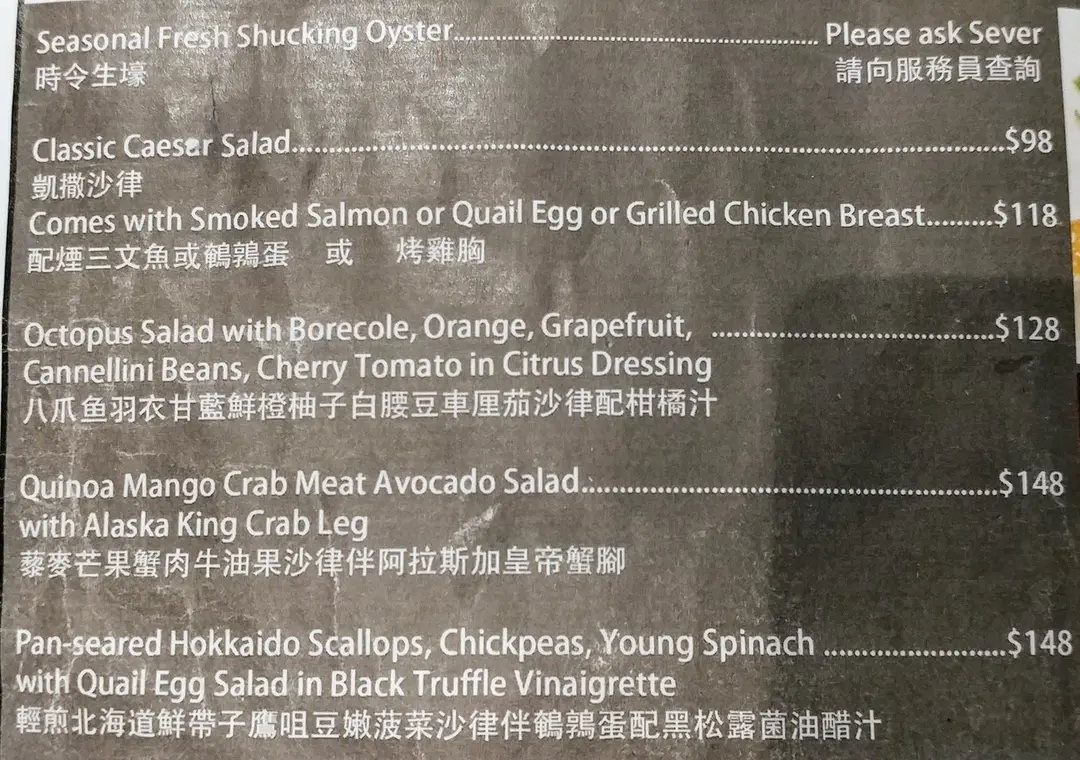 Seasonal Fresh Shucking Oyster........ Please ask Sever
時令生壕 請向服務員查詢
Classic Caesar Salad........$98
凱撒沙律
Comes with Smoked Salmon or Quail Egg or Grilled Chicken Breast........$118
配煙三文魚或鵪鶉蛋 或 烤雞胸
Octopus Salad with Borecole, Orange, Grapefruit, ........$128
Cannellini Beans, Cherry Tomato in Citrus Dressing
八爪鱼羽衣甘藍鮮橙柚子白腰豆車厘茄沙律配柑橘汁
Quinoa Mango Crab Meat Avocado Salad........$148
with Alaska King Crab Leg
藜麥芒果蟹肉牛油果沙律伴阿拉斯加皇帝蟹腳
Pan-seared Hokkaido Scallops, Chickpeas, Young Spinach ........$148
with Quail Egg Salad in Black Truffle Vinaigrette
輕煎北海道鮮帶子鷹咀豆嫩菠菜沙律伴鵪鶉蛋配黑松露菌油醋汁